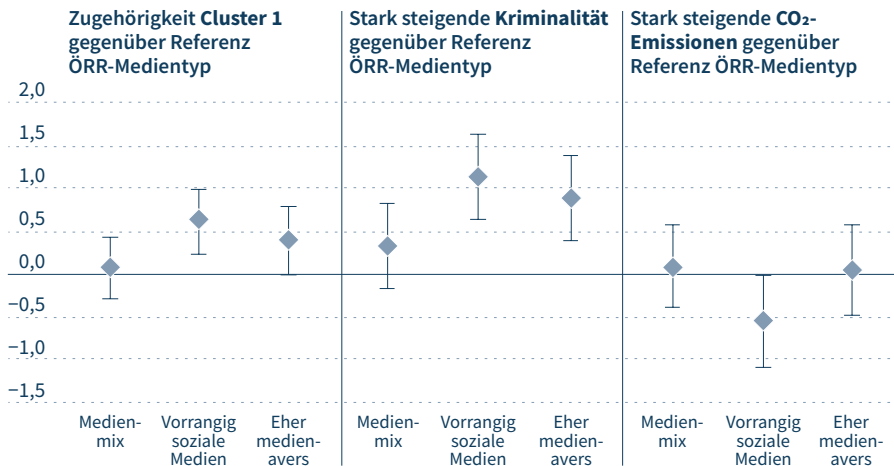 Zugehörigkeit Cluster 1
gegenüber Referenz
ÖRR-Medientyp
Stark steigende Kriminalität
gegenüber Referenz
ÖRR-Medientyp
Stark steigende CO₂-
Emissionen gegenüber
Referenz ÖRR-Medientyp
2,0
1,5
1,0
0,5
0,0
−0,5
−1,0
−1,5
Medien-
mix
Vorrangig
soziale
Medien
Eher
medien-
avers
Medien-
mix
Vorrangig
soziale
Medien
Eher
medien-
avers
Medien-
mix
Vorrangig
soziale
Medien
Eher
medien-
avers